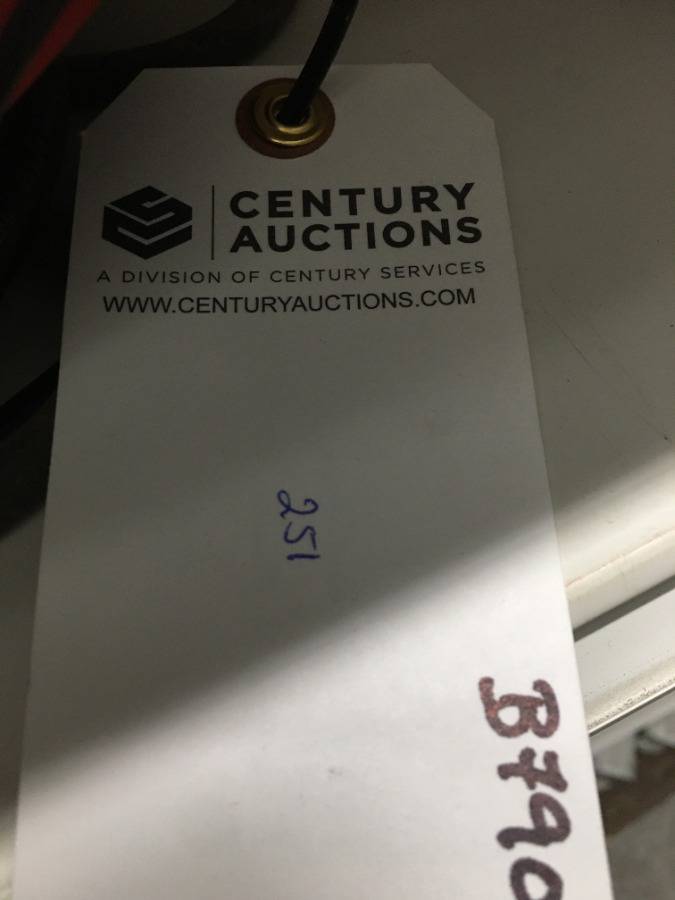 CENTURY
AUCTIONS
A DIVISION OF CENTURY SERVICES
WWW.CENTURYAUCTIONS.COM
251
B790